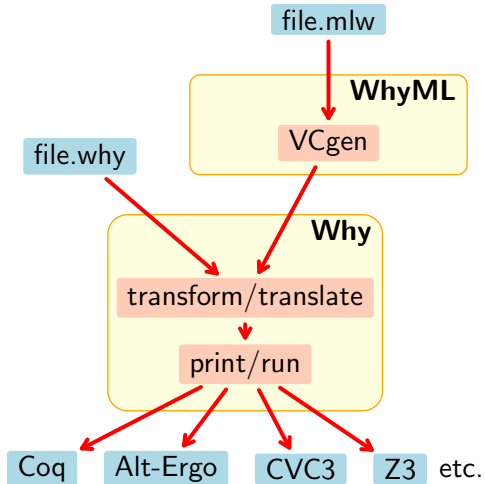 file.mlw
WhyML
VCgen
file.why
Why
transform/translate
print/run
Coq Alt-Ergo CVC3 Z3 etc.